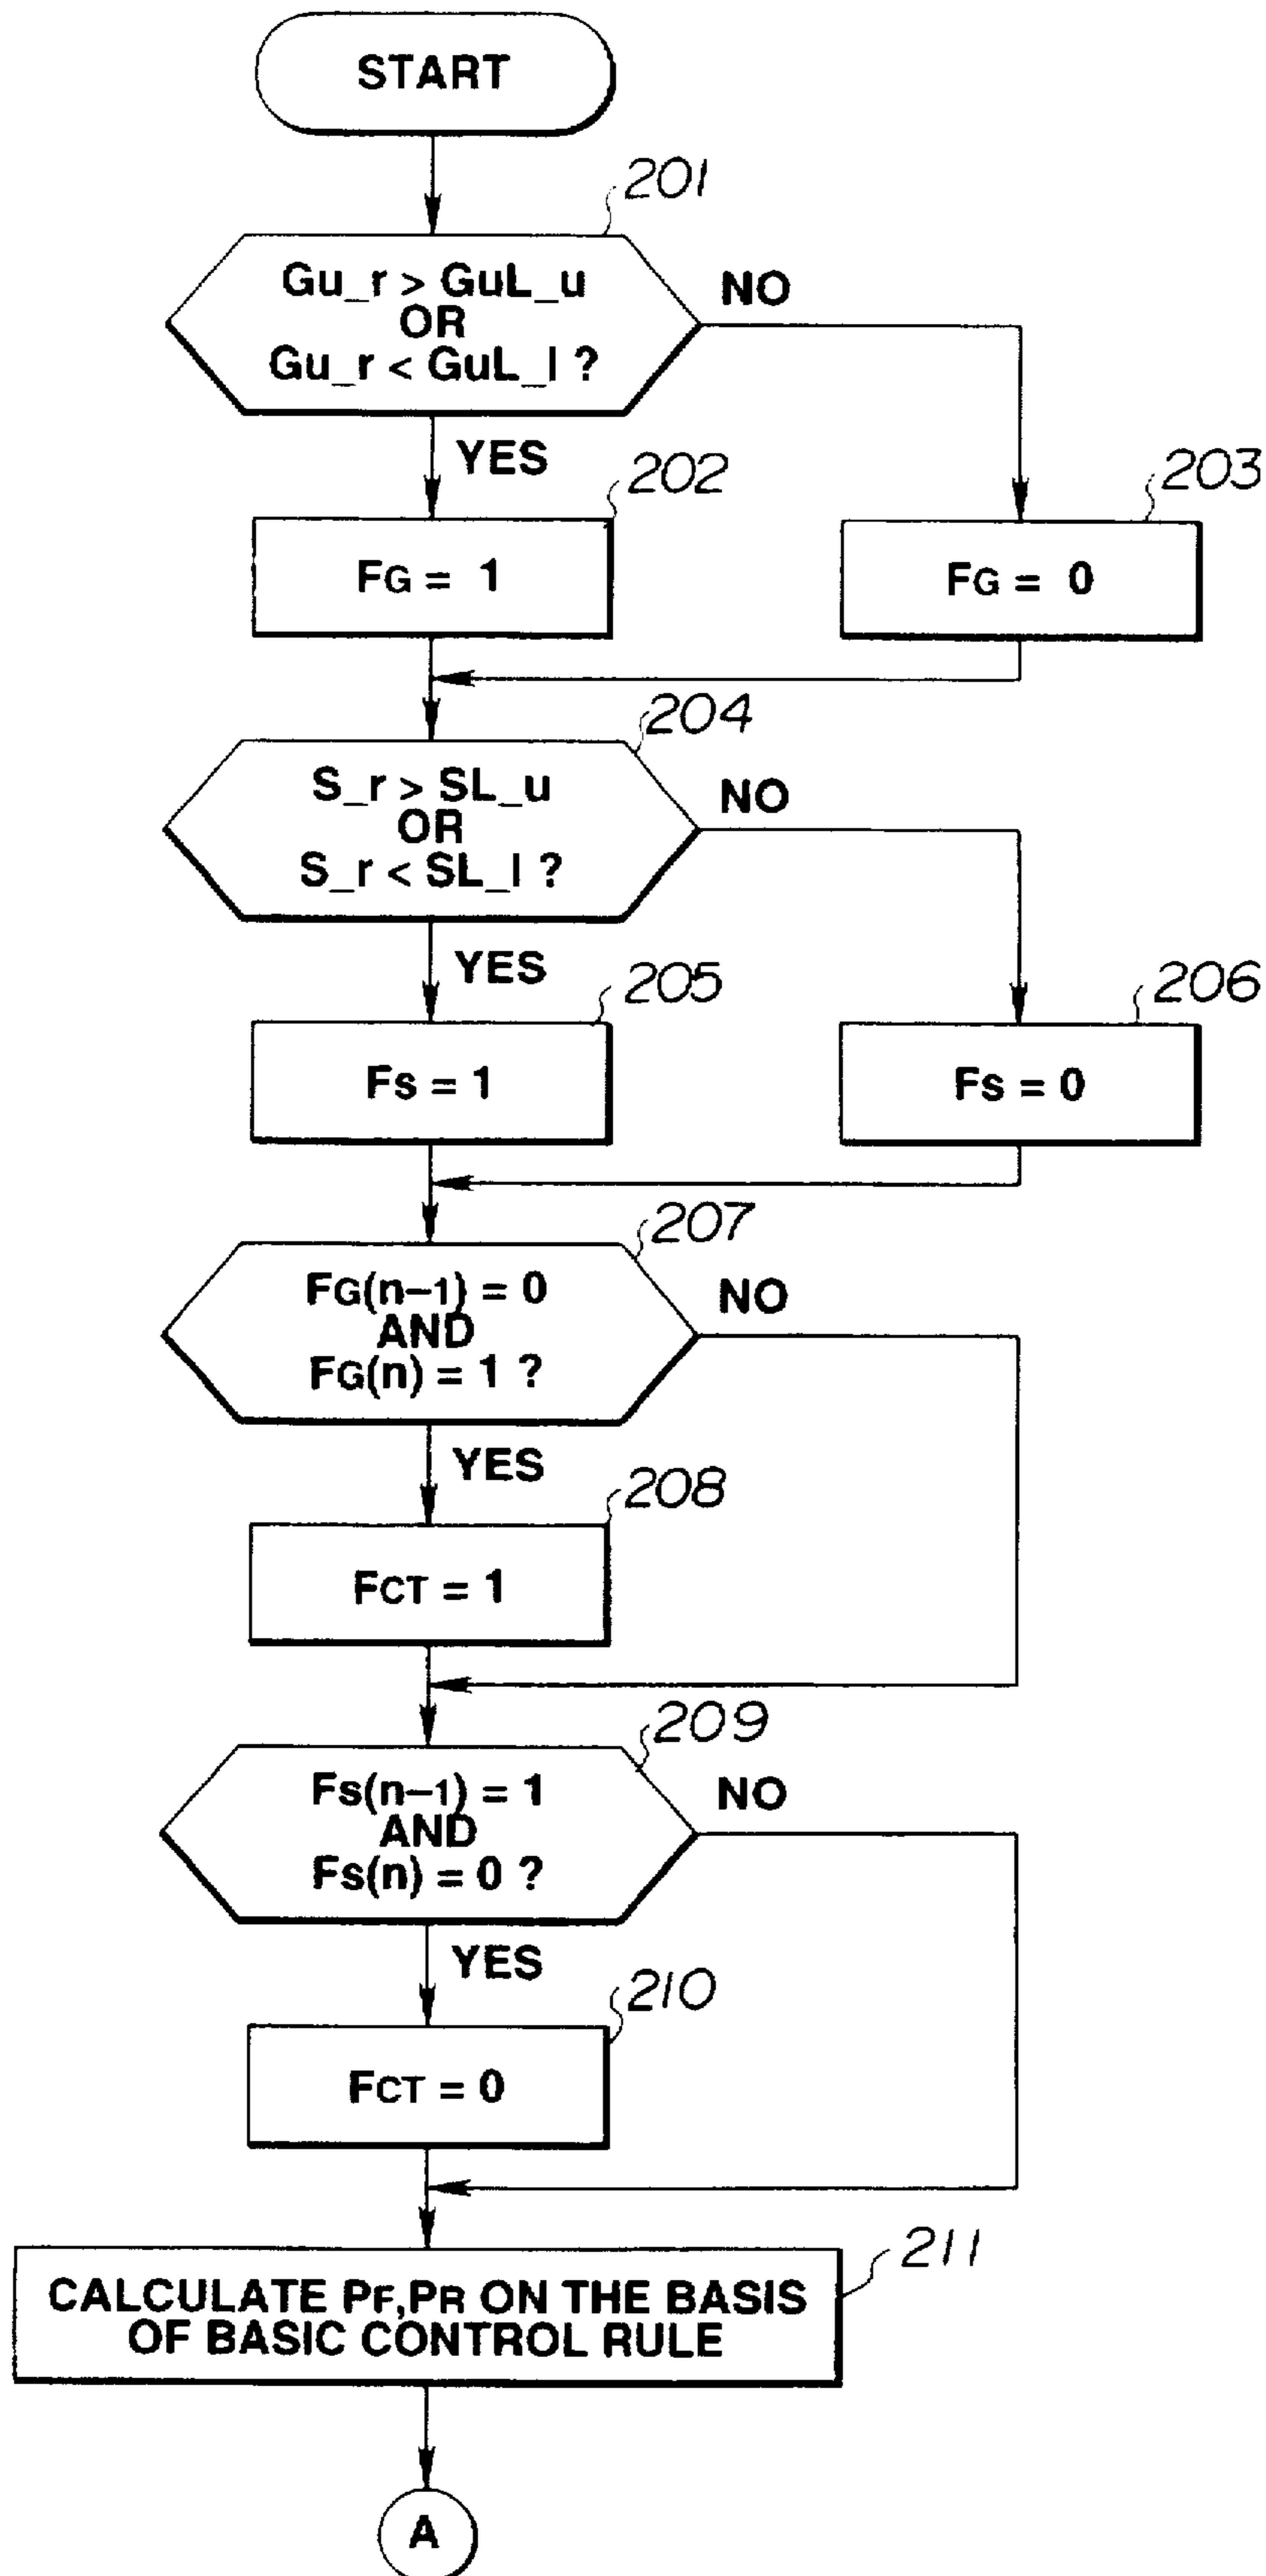 START
201
Gu_r > GuL_u
OR
Gu_r < GuL_l ?
NO
YES
202
203
FG = 1
FG = 0
204
S_r > SL_u
OR
S_r < SL_l ?
NO
YES
205
206
Fs = 1
Fs = 0
207
FG(n–1) = 0
AND
FG(n) = 1 ?
NO
YES
208
FCT = 1
209
Fs(n–1) = 1
AND
Fs(n) = 0 ?
NO
YES
210
FCT = 0
211
CALCULATE PF,PR ON THE BASIS
OF BASIC CONTROL RULE
A